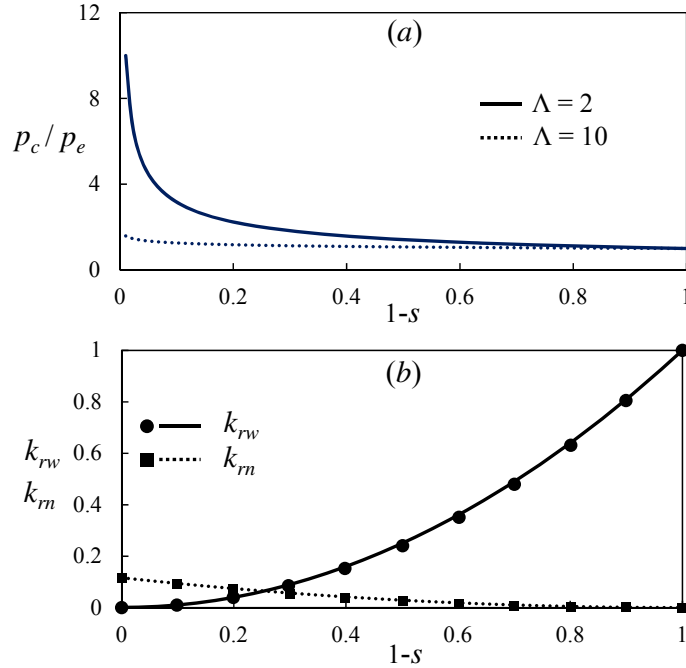 12
(a)
8
Λ = 2
p_c / p_e
Λ = 10
4
0
0 0.2 0.4 0.6 0.8 1
1-s
1
(b)
0.8
k_rw
k_rw
0.6
k_rn
k_rn
0.4
0.2
0
0 0.2 0.4 0.6 0.8 1
1-s